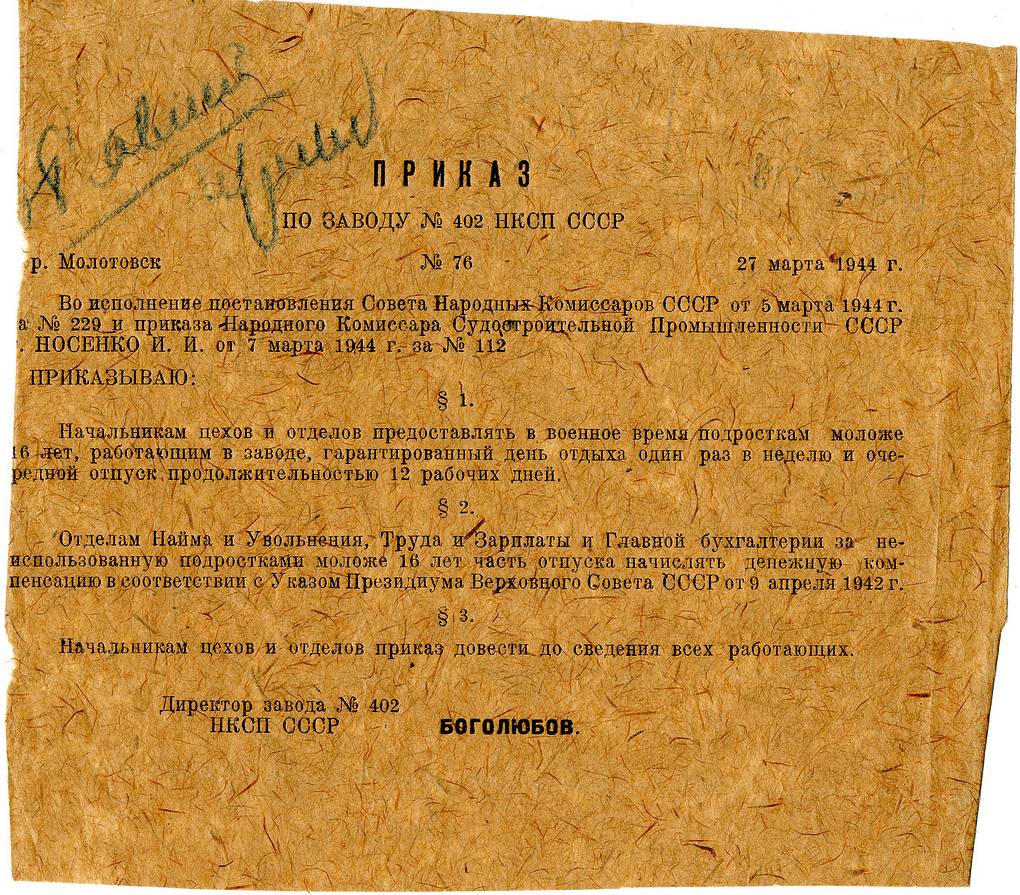 ПРИКАЗ
ПО ЗАВОДУ № 402 НКСП СССР
р. Молотовск № 76 27 марта 1944 г.
Во исполнение постановления Совета Народных Комиссаров СССР от 5 марта 1944 г.
а № 229 и приказа Народного Комиссара Судостроительной Промышленности СССР
. НОСЕНКО И. И. от 7 марта 1944 г. за № 112
ПРИКАЗЫВАЮ:
§ 1.
Начальникам цехов и отделов предоставлять в военное время подросткам моложе
16 лет, работающим в заводе, гарантированный день отдыха один раз в неделю и оче-
редной отпуск продолжительностью 12 рабочих дней.
§ 2.
Отделам Найма и Увольнения, Труда и Зарплаты и Главной бухгалтерии за не-
использованную подростками моложе 16 лет часть отпуска начислять денежную ком-
пенсацию в соответствии с Указом Президиума Верховного Совета СССР от 9 апреля 1942 г.
§ 3.
Начальникам цехов и отделов приказ довести до сведения всех работающих.
Директор завода № 402
НКСП СССР БОГОЛЮБОВ.